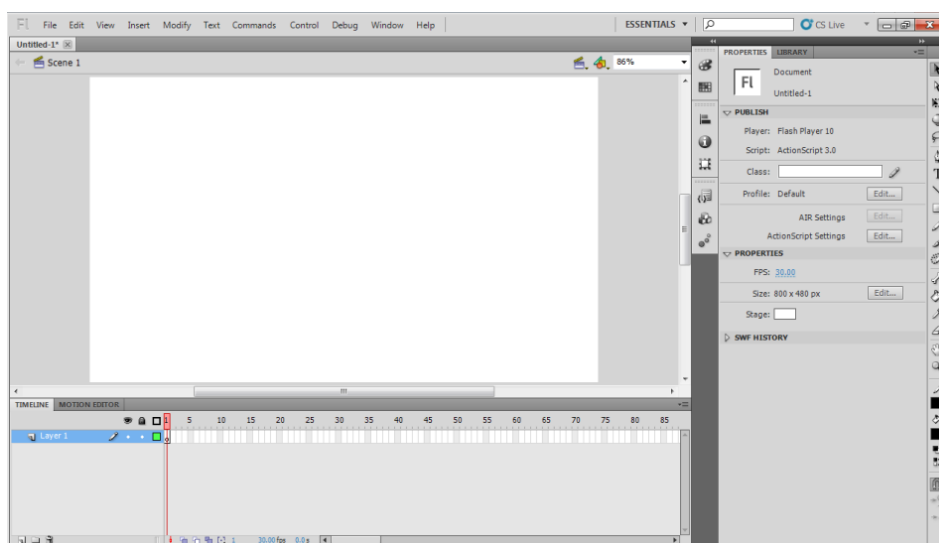 Fl File Edit View Insert Modify Text Commands Control Debug Window Help ESSENTIALS CS Live
Untitled-1*
Scene 1 86%
PROPERTIES LIBRARY
Fl Document
Untitled-1
PUBLISH
Player: Flash Player 10
Script: ActionScript 3.0
Class:
Profile: Default Edit...
AIR Settings Edit...
ActionScript Settings Edit...
PROPERTIES
FPS: 30.00
Size: 800 x 480 px Edit...
Stage:
SWF HISTORY
TIMELINE MOTION EDITOR
1 5 10 15 20 25 30 35 40 45 50 55 60 65 70 75 80 85
Layer 1
1 30.00 fps 0.0 s